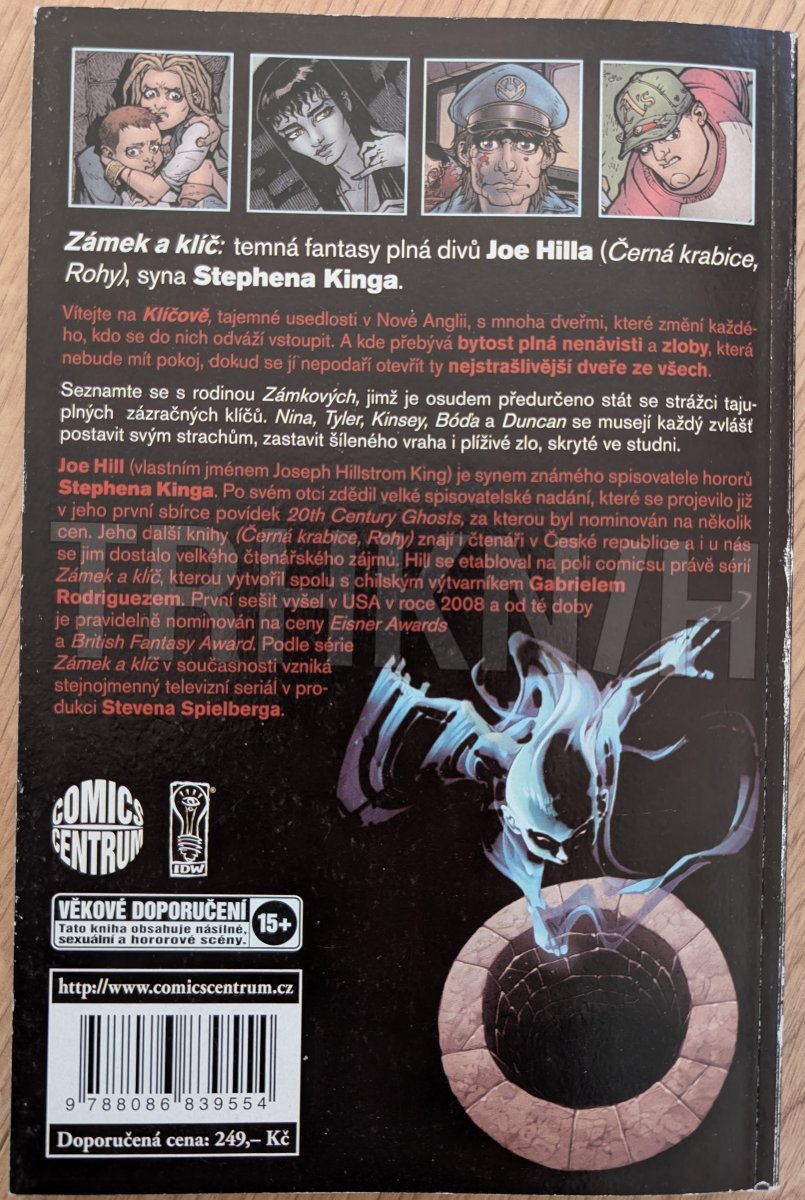 Zámek a klíč: temná fantasy plná divů Joe Hilla (Černá krabice,
Rohy), syna Stephena Kinga.
Vítejte na Klíčově, tajemné usedlosti v Nové Anglii, s mnoha dveřmi, které změní každé-
ho, kdo se do nich odváží vstoupit. A kde přebývá bytost plná nenávisti a zloby, která
nebude mít pokoj, dokud se jí nepodaří otevřít ty nejstrašlivější dveře ze všech.
Seznamte se s rodinou Zámkových, jimž je osudem předurčeno stát se strážci taju-
plných zázračných klíčů. Nina, Tyler, Kinsey, Bóďa a Duncan se musejí každý zvlášť
postavit svým strachům, zastavit šíleného vraha i plíživé zlo, skryté ve studni.
Joe Hill (vlastním jménem Joseph Hillstrom King) je synem známého spisovatele hororů
Stephena Kinga. Po svém otci zdědil velké spisovatelské nadání, které se projevilo již
v jeho první sbírce povídek 20th Century Ghosts, za kterou byl nominován na několik
cen. Jeho další knihy (Černá krabice, Rohy) znají i čtenáři v České republice a i u nás
se jim dostalo velkého čtenářského zájmu. Hill se etabloval na poli comicsu právě sérií
Zámek a klíč, kterou vytvořil spolu s chilským výtvarníkem Gabrielem
Rodriguezem. První sešit vyšel v USA v roce 2008 a od té doby
je pravidelně nominován na ceny Eisner Awards
a British Fantasy Award. Podle série
Zámek a klíč v současnosti vzniká
stejnojmenný televizní seriál v pro-
dukci Stevena Spielberga.
TBHKN7H
COMICS
CENTRUM
IDW
VĚKOVÉ DOPORUČENÍ
Tato kniha obsahuje násilné,
sexuální a hororové scény.
15+
http://www.comicscentrum.cz
9 788086 839554
Doporučená cena: 249,– Kč